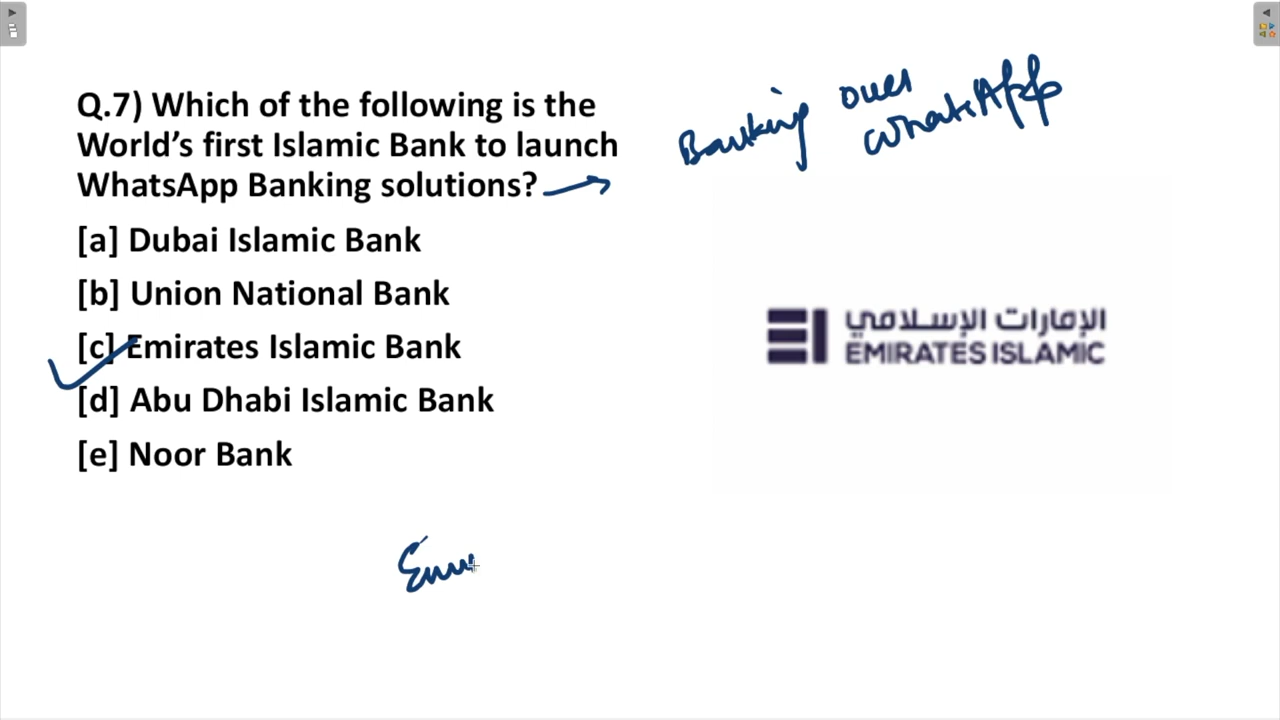 Q.7) Which of the following is the
World's first Islamic Bank to launch
WhatsApp Banking solutions?
[a] Dubai Islamic Bank
[b] Union National Bank
[c] Emirates Islamic Bank
[d] Abu Dhabi Islamic Bank
[e] Noor Bank
Banking over
WhatsApp
الإمارات الإسلامي
EMIRATES ISLAMIC